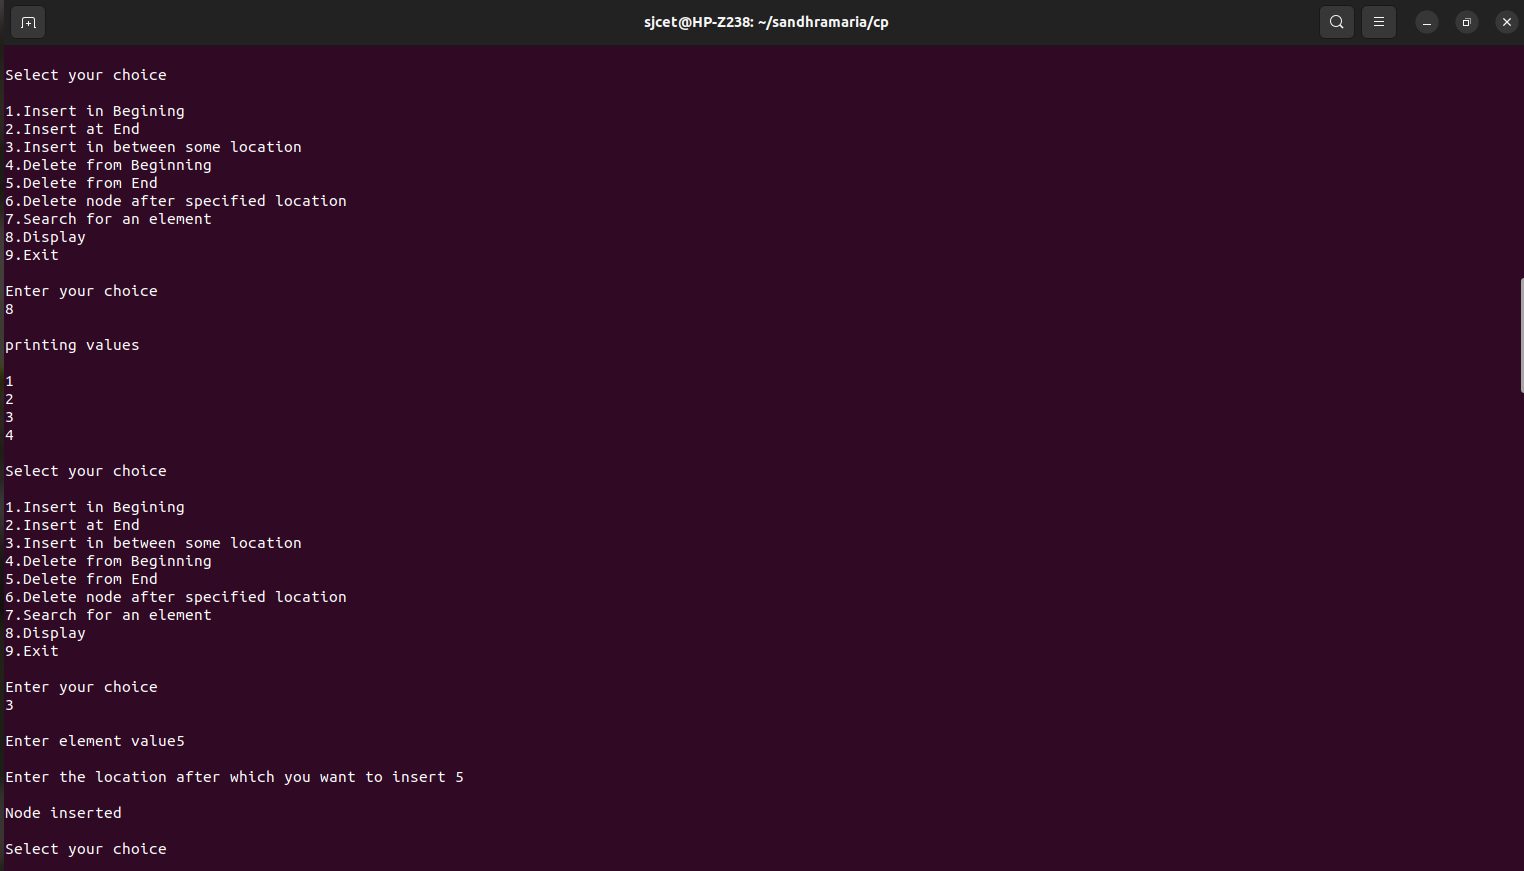 sjcet@HP-Z238: ~/sandhramaria/cp
Select your choice
1.Insert in Begining
2.Insert at End
3.Insert in between some location
4.Delete from Beginning
5.Delete from End
6.Delete node after specified location
7.Search for an element
8.Display
9.Exit
Enter your choice
8
printing values
1
2
3
4
Select your choice
1.Insert in Begining
2.Insert at End
3.Insert in between some location
4.Delete from Beginning
5.Delete from End
6.Delete node after specified location
7.Search for an element
8.Display
9.Exit
Enter your choice
3
Enter element value5
Enter the location after which you want to insert 5
Node inserted
Select your choice